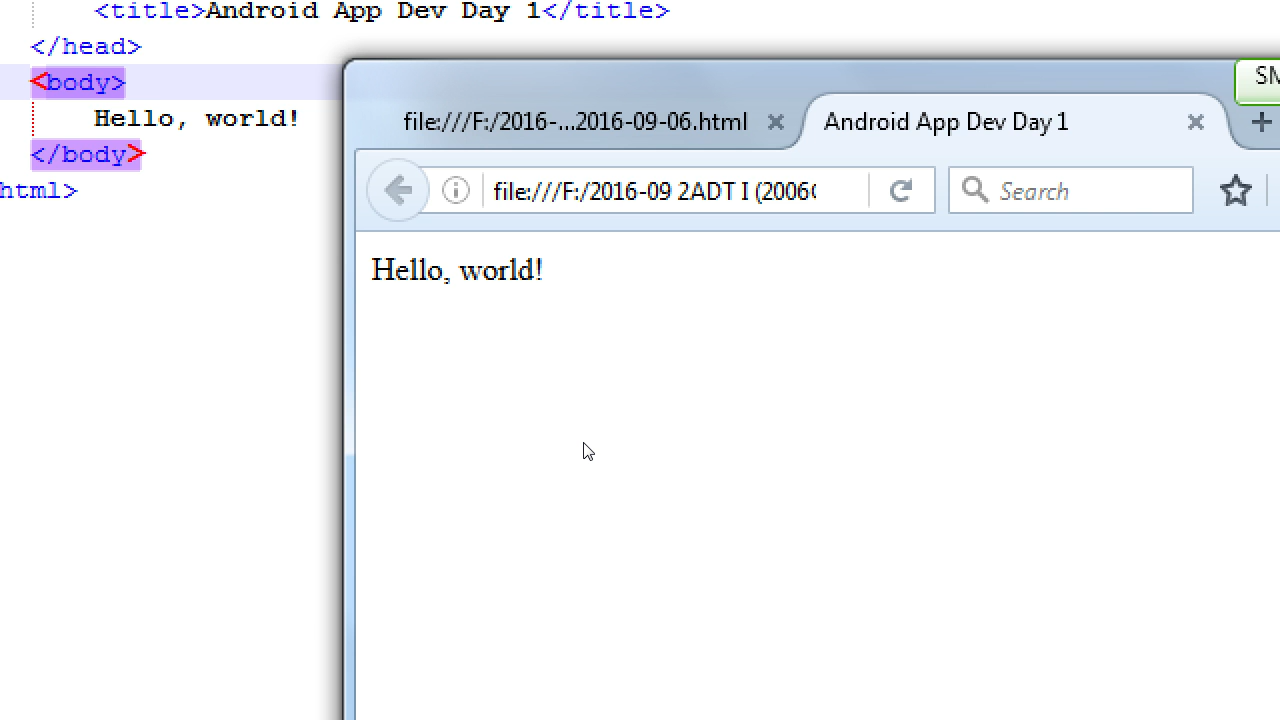 <title>Android App Dev Day 1</title>
</head>
<body>
Hello, world!
</body>
html>
SM
file:///F:/2016-...2016-09-06.html
Android App Dev Day 1
file:///F:/2016-09 2ADT I (2006
Search
Hello, world!